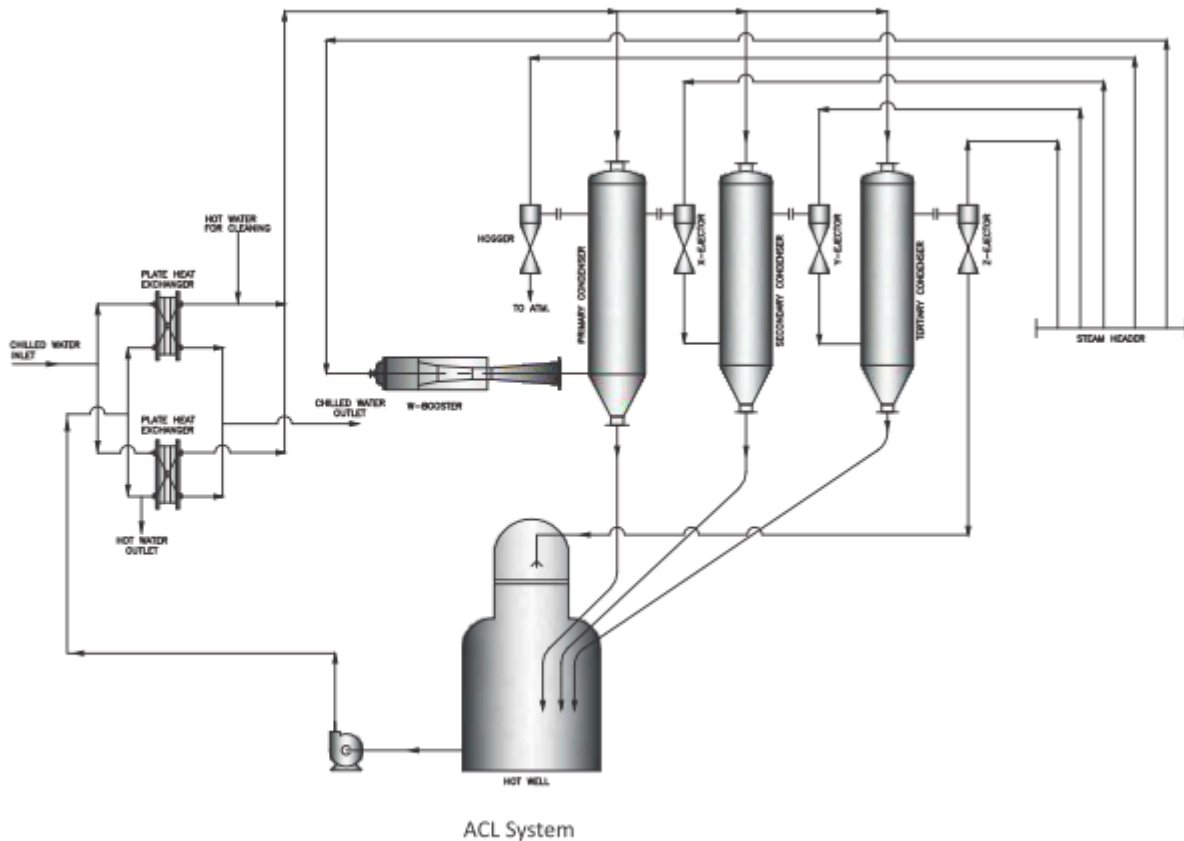 HOT WATER
FOR CLEANING
PLATE HEAT
EXCHANGER
CHILLED WATER
INLET
PLATE HEAT
EXCHANGER
HOT WATER
OUTLET
CHILLED WATER
OUTLET
W-BOOSTER
HOGGER
TO ATM.
PRIMARY CONDENSER
X-EJECTOR
SECONDARY CONDENSER
Y-EJECTOR
TERTIARY CONDENSER
Z-EJECTOR
STEAM HEADER
HOT WELL
ACL System